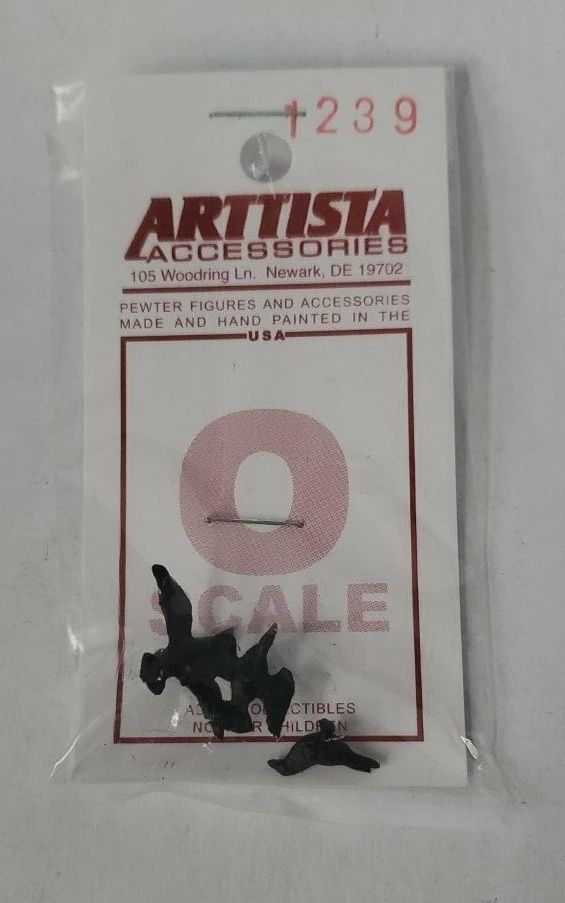 1239
ARTTISTA
ACCESSORIES
105 Woodring Ln. Newark, DE 19702
PEWTER FIGURES AND ACCESSORIES
MADE AND HAND PAINTED IN THE
USA
O
SCALE